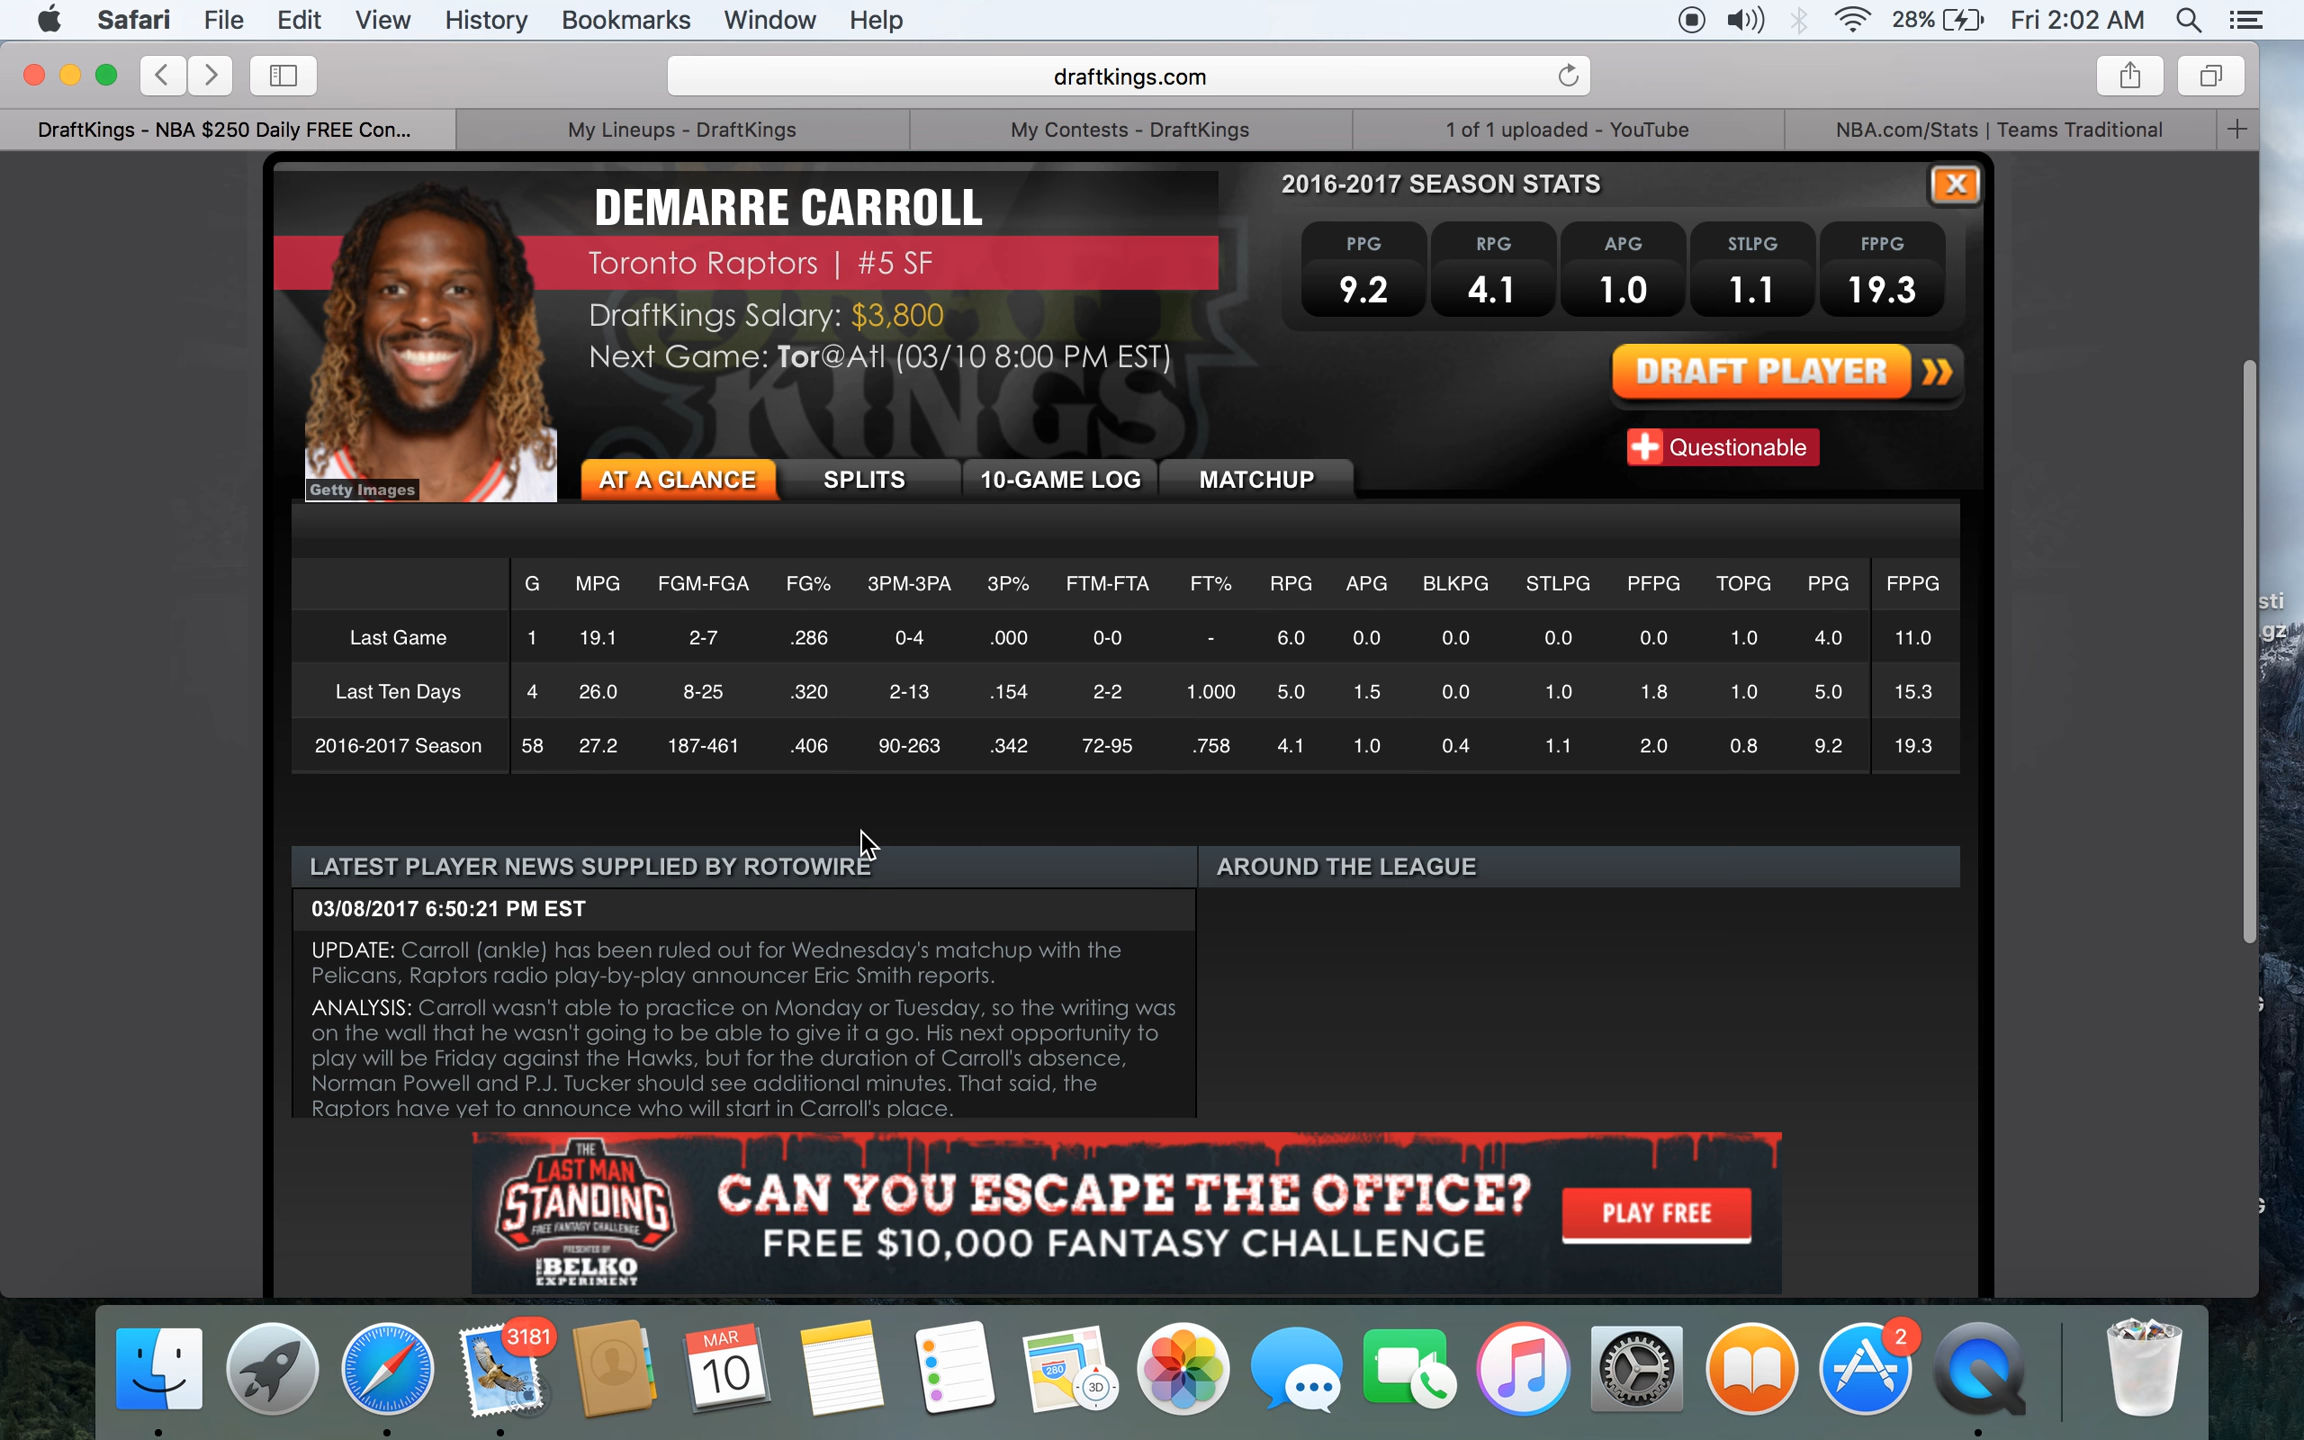 Safari File Edit View History Bookmarks Window Help 28% Fri 2:02 AM
draftkings.com
DraftKings - NBA $250 Daily FREE Con... My Lineups - DraftKings My Contests - DraftKings 1 of 1 uploaded - YouTube NBA.com/Stats | Teams Traditional
DEMARRE CARROLL
Toronto Raptors | #5 SF
DraftKings Salary: $3,800
Next Game: Tor@Atl (03/10 8:00 PM EST)
KINGS
Getty Images
2016-2017 SEASON STATS
X
PPG RPG APG STLPG FPPG
9.2 4.1 1.0 1.1 19.3
DRAFT PLAYER
Questionable
AT A GLANCE SPLITS 10-GAME LOG MATCHUP
G MPG FGM-FGA FG% 3PM-3PA 3P% FTM-FTA FT% RPG APG BLKPG STLPG PFPG TOPG PPG FPPG
Last Game 1 19.1 2-7 .286 0-4 .000 0-0 - 6.0 0.0 0.0 0.0 0.0 1.0 4.0 11.0
Last Ten Days 4 26.0 8-25 .320 2-13 .154 2-2 1.000 5.0 1.5 0.0 1.0 1.8 1.0 5.0 15.3
2016-2017 Season 58 27.2 187-461 .406 90-263 .342 72-95 .758 4.1 1.0 0.4 1.1 2.0 0.8 9.2 19.3
LATEST PLAYER NEWS SUPPLIED BY ROTOWIRE
03/08/2017 6:50:21 PM EST
UPDATE: Carroll (ankle) has been ruled out for Wednesday's matchup with the
Pelicans, Raptors radio play-by-play announcer Eric Smith reports.
ANALYSIS: Carroll wasn't able to practice on Monday or Tuesday, so the writing was
on the wall that he wasn't going to be able to give it a go. His next opportunity to
play will be Friday against the Hawks, but for the duration of Carroll's absence,
Norman Powell and P.J. Tucker should see additional minutes. That said, the
Raptors have yet to announce who will start in Carroll's place.
AROUND THE LEAGUE
THE
LAST MAN
STANDING
FREE FANTASY CHALLENGE
PRESENTED BY
THE BELKO
EXPERIMENT
CAN YOU ESCAPE THE OFFICE?
FREE $10,000 FANTASY CHALLENGE
PLAY FREE
sti
.gz
3181
MAR
10
280
3D
2